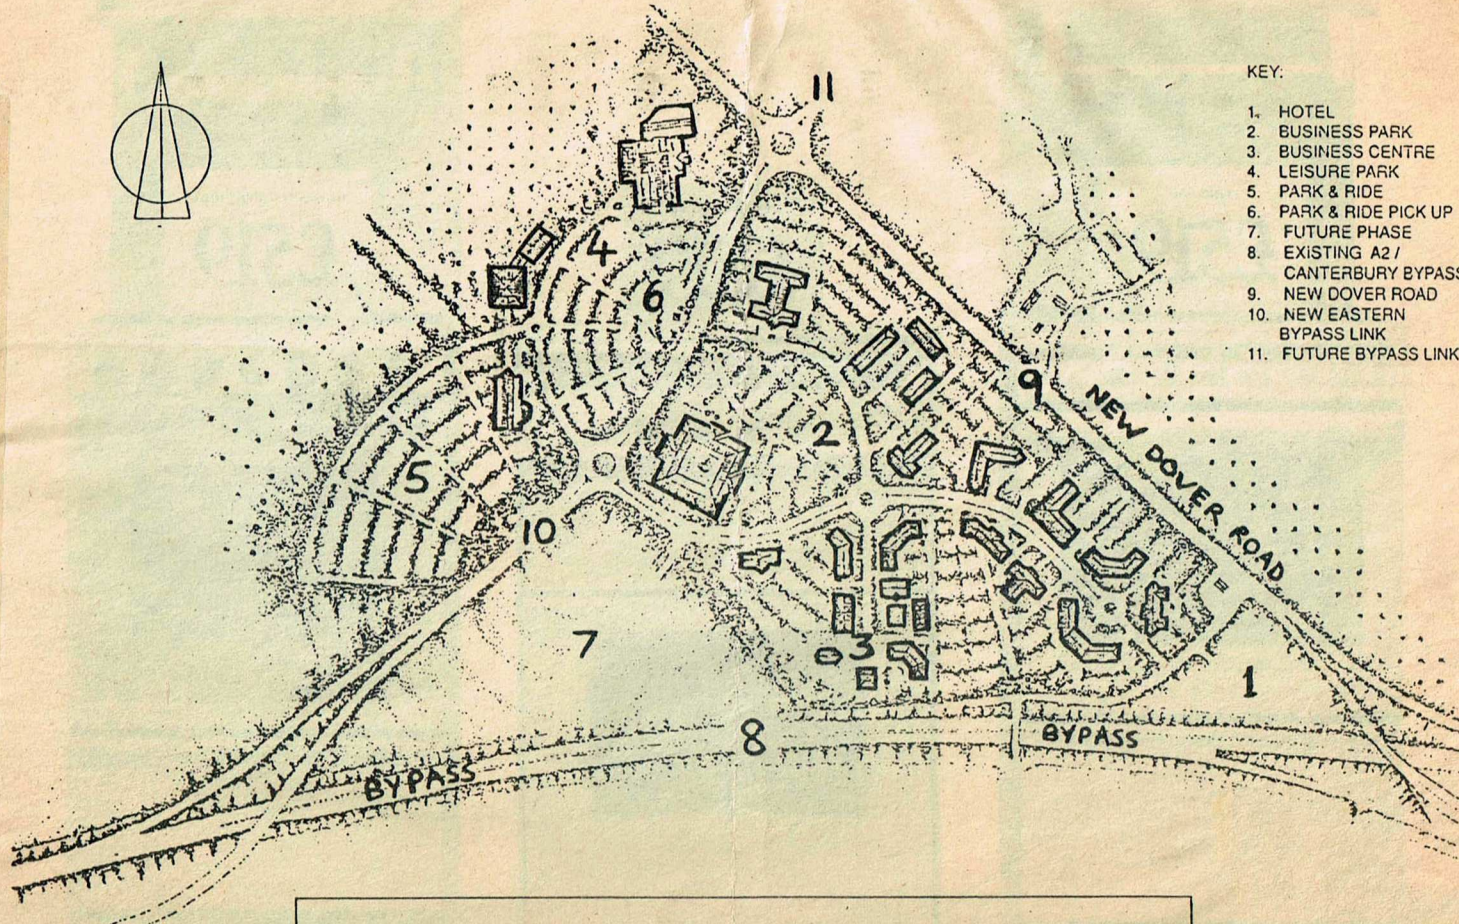 KEY:
1. HOTEL
2. BUSINESS PARK
3. BUSINESS CENTRE
4. LEISURE PARK
5. PARK & RIDE
6. PARK & RIDE PICK UP
7. FUTURE PHASE
8. EXISTING A2 /
CANTERBURY BYPASS
9. NEW DOVER ROAD
10. NEW EASTERN
BYPASS LINK
11. FUTURE BYPASS LINK
11
4
6
9
NEW DOVER ROAD
2
5
10
7
3
1
8
BYPASS
BYPASS